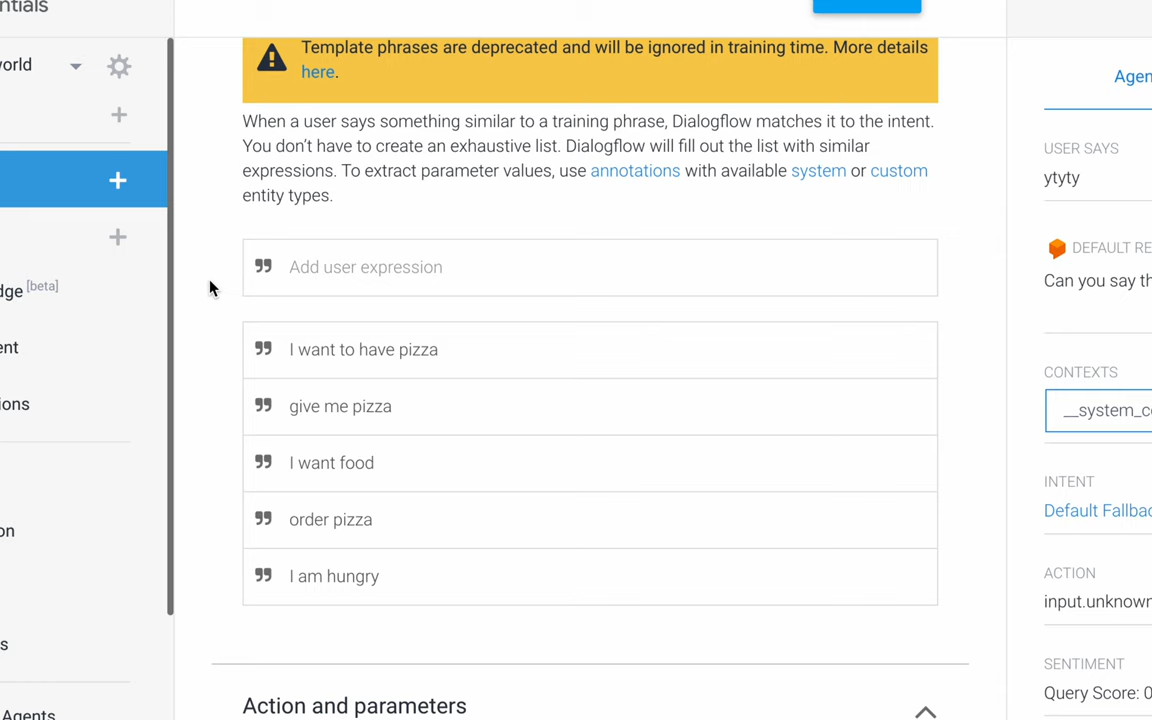 ntials
orld
dge [beta]
ent
ions
on
s
Agents
Template phrases are deprecated and will be ignored in training time. More details
here.
When a user says something similar to a training phrase, Dialogflow matches it to the intent.
You don't have to create an exhaustive list. Dialogflow will fill out the list with similar
expressions. To extract parameter values, use annotations with available system or custom
entity types.
Add user expression
I want to have pizza
give me pizza
I want food
order pizza
I am hungry
Action and parameters
Agen
USER SAYS
ytyty
DEFAULT RE
Can you say th
CONTEXTS
__system_co
INTENT
Default Fallbac
ACTION
input.unknown
SENTIMENT
Query Score: 0